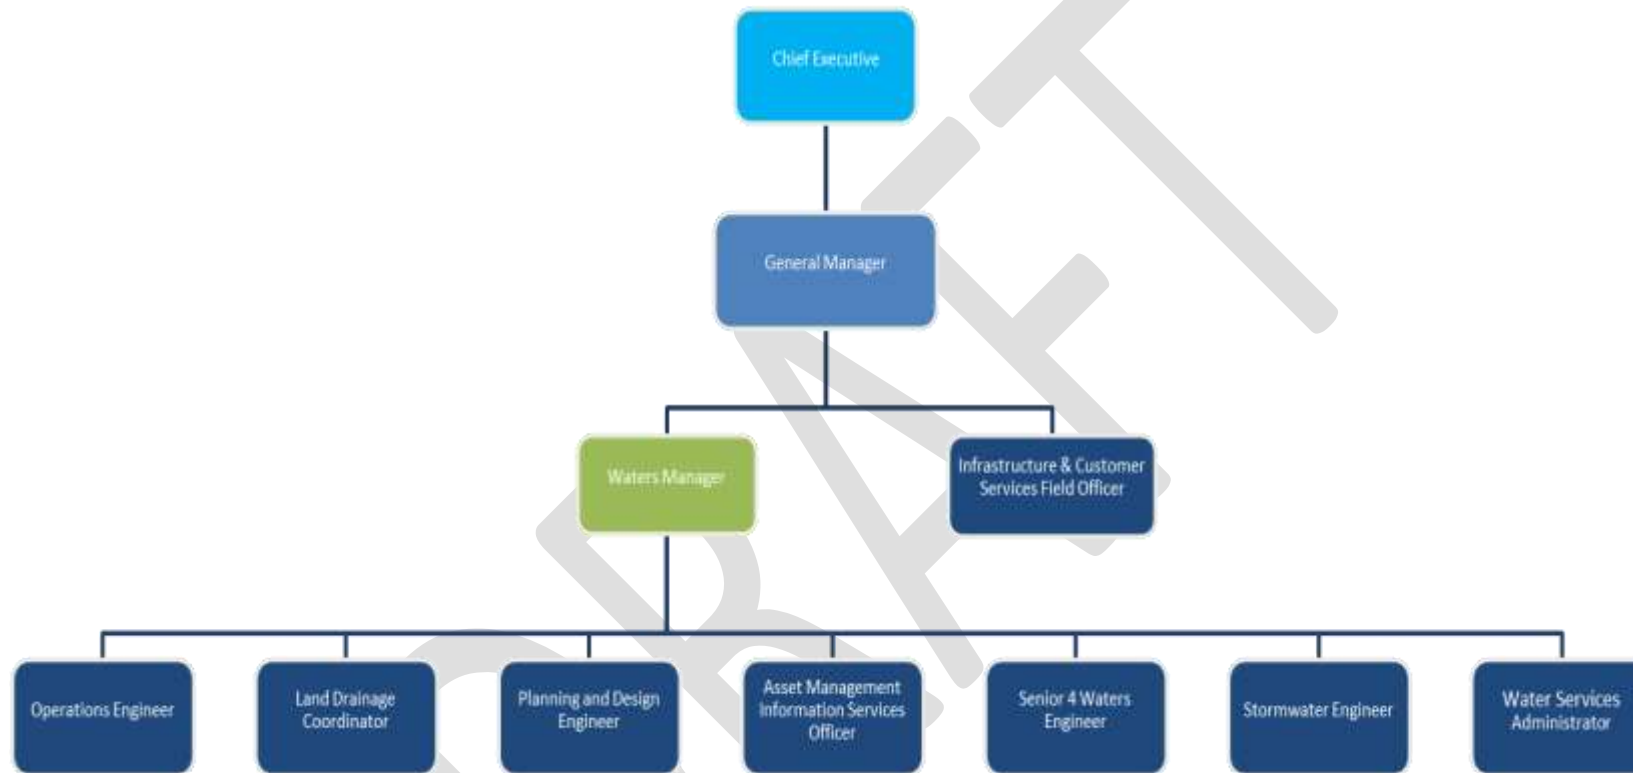 Chief Executive
General Manager
Waters Manager
Infrastructure & Customer
Services Field Officer
Operations Engineer
Land Drainage
Coordinator
Planning and Design
Engineer
Asset Management
Information Services
Officer
Senior 4 Waters
Engineer
Stormwater Engineer
Water Services
Administrator
DRAFT